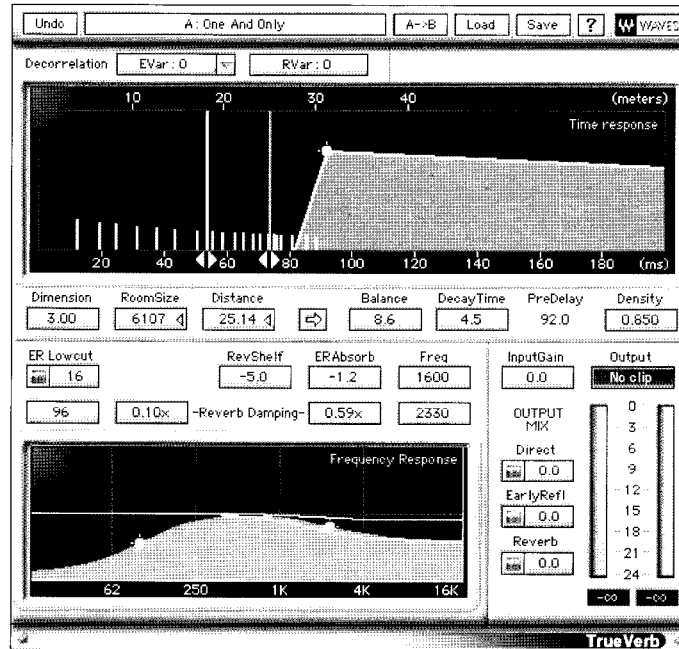 Undo A: One And Only A->B Load Save ? WAVES
Decorrelation EVar: 0 RVar: 0
10 20 30 40 (meters)
Time response
20 40 60 80 100 120 140 160 180 (ms)
Dimension RoomSize Distance Balance DecayTime PreDelay Density
3.00 6107 25.14 8.6 4.5 92.0 0.850
ER Lowcut RevShelf ERAbsorb Freq InputGain Output
16 -5.0 -1.2 1600 0.0 No clip
96 0.10x -Reverb Damping- 0.59x 2330
OUTPUT MIX
Direct
0.0
EarlyRefl
0.0
Reverb
0.0
0
3
6
9
12
15
18
21
24
-∞ -∞
Frequency Response
62 250 1K 4K 16K
TrueVerb